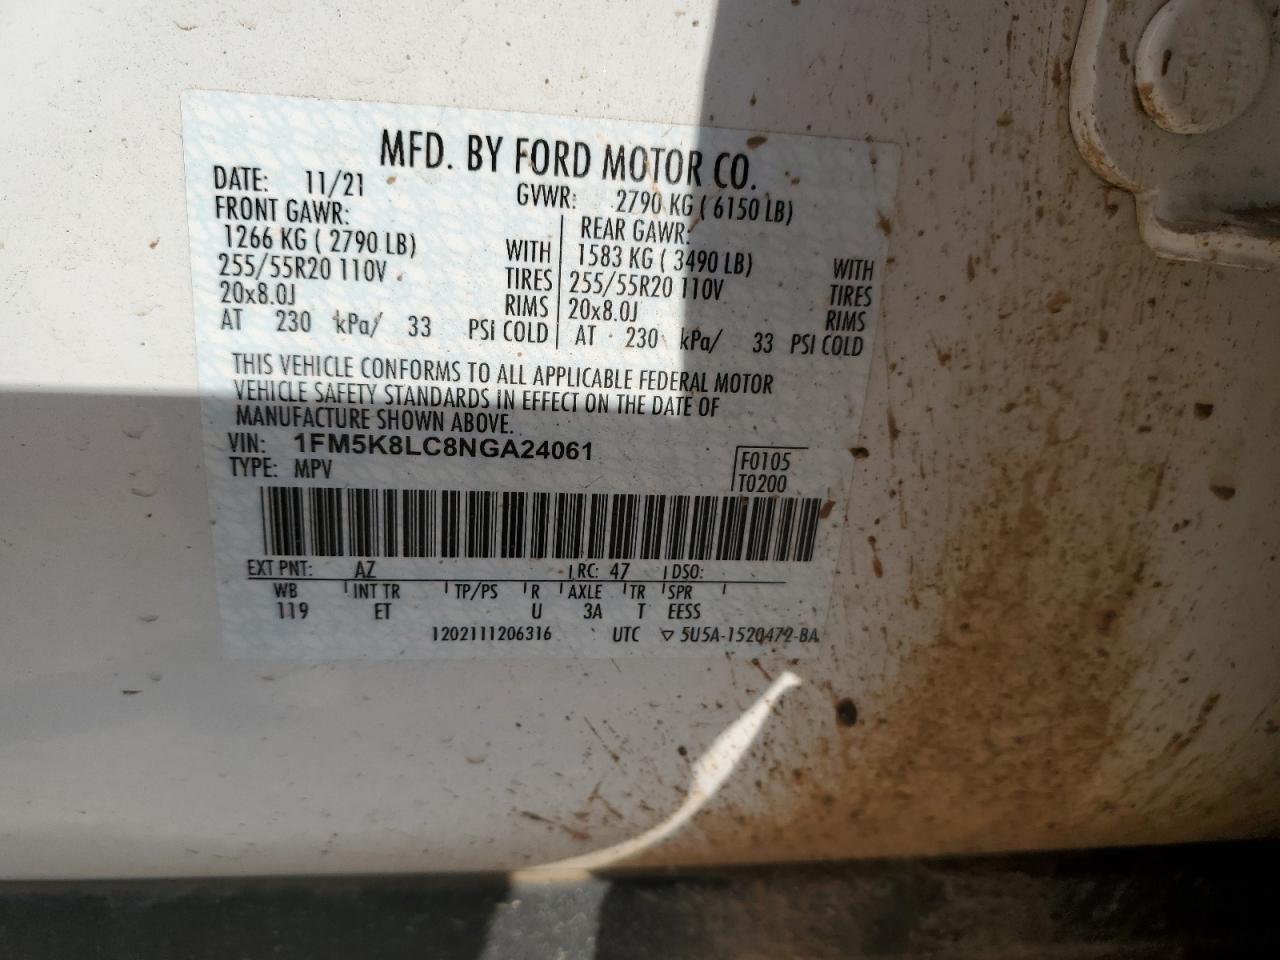 MFD. BY FORD MOTOR CO.
DATE: 11/21 GVWR: 2790 KG ( 6150 LB)
FRONT GAWR: REAR GAWR:
1266 KG ( 2790 LB) WITH 1583 KG ( 3490 LB) WITH
255/55R20 110V TIRES 255/55R20 110V TIRES
20x8.0J RIMS 20x8.0J RIMS
AT 230 kPa/ 33 PSI COLD AT 230 kPa/ 33 PSI COLD
THIS VEHICLE CONFORMS TO ALL APPLICABLE FEDERAL MOTOR
VEHICLE SAFETY STANDARDS IN EFFECT ON THE DATE OF
MANUFACTURE SHOWN ABOVE.
VIN: 1FM5K8LC8NGA24061
TYPE: MPV
F0105
T0200
EXT PNT: AZ RC: 47 DSO:
WB INT TR TP/PS R AXLE TR SPR
119 ET U 3A T EESS
1202111206316 UTC ▽ 5U5A-1520472-BA